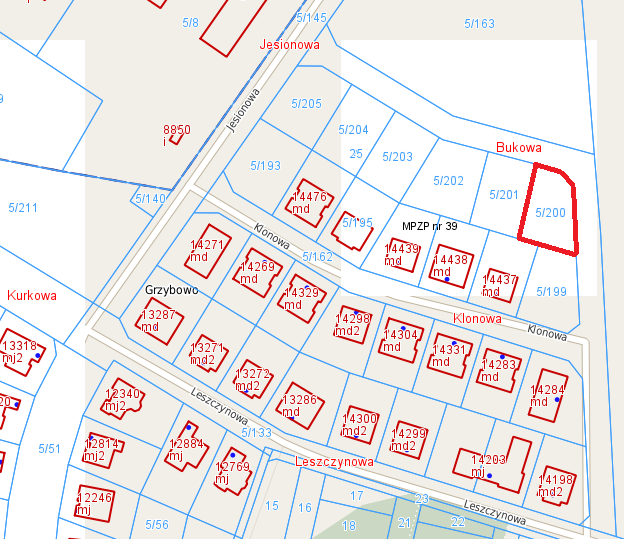 5/8
5/145
5/163
Jesionowa
9
5/205
Jesionowa
8850
i
5/204
25
5/203
Bukowa
5/193
5/202
5/201
5/140
5/211
14476
md
5/195
MPZP nr 39
5/200
Klonowa
14271
md
14439
md
14438
md
5/162
14269
md
14437
md
Grzybowo
14329
md
5/199
Kurkowa
13287
md
14298
md2
Klonowa
14304
md
Klonowa
13318
mj2
13271
md2
14331
md
14283
md
13272
md2
12340
mj2
Leszczynowa
13286
md
14284
md
20
14300
md2
5/133
14299
md2
5/51
12814
mj2
12884
mj
12769
mj
Leszczynowa
14203
mj
14198
md2
12246
mj
17
23
15
16
Leszczynowa
5/56
18
21
22